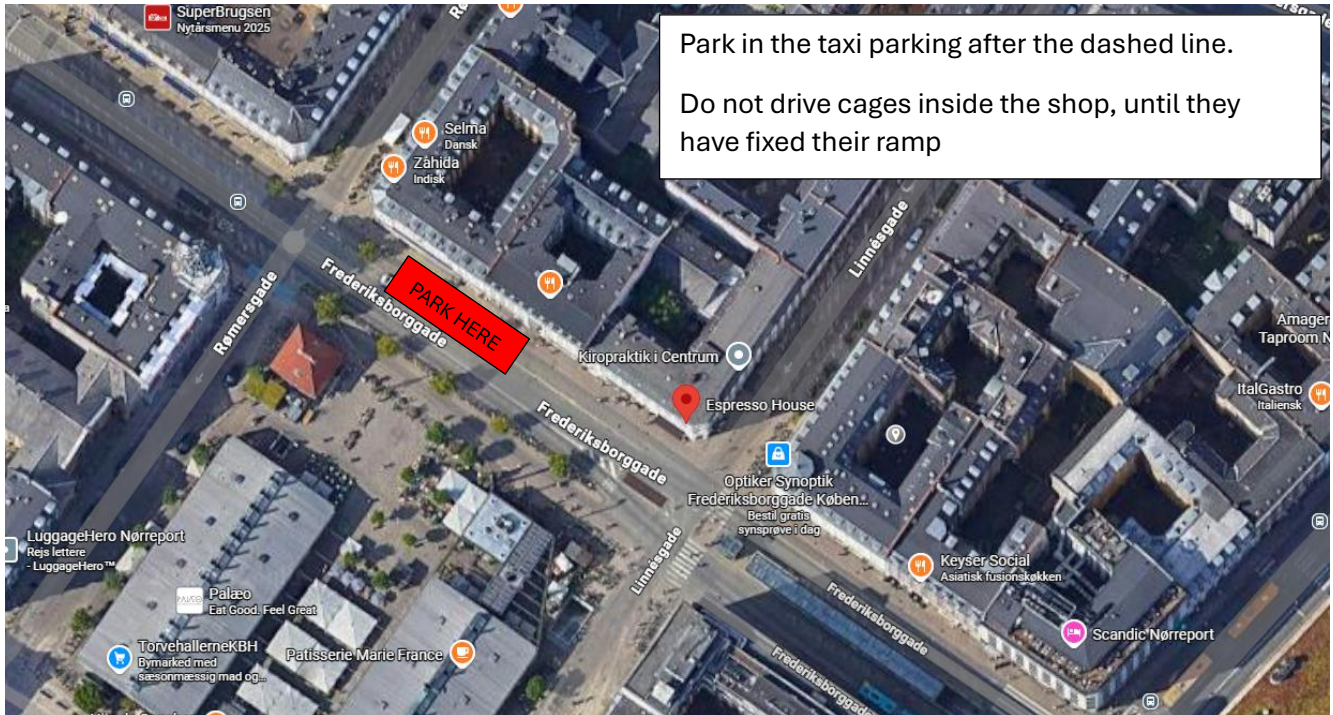 SuperBrugsen
Nytårsmenu 2025
Park in the taxi parking after the dashed line.
Do not drive cages inside the shop, until they
have fixed their ramp
Selma
Dansk
Zahida
Indisk
Linnésgade
Rømersgade
Frederiksborggade
PARK HERE
Kiropraktik i Centrum
Espresso House
Amager
Taproom N
ItalGastro
Italiensk
Frederiksborggade
Optiker Synoptik
Frederiksborggade Køben...
Bestil gratis
synsprøve i dag
LuggageHero Nørreport
Rejs lettere
- LuggageHero™
Linnésgade
Keyser Social
Asiatisk fusionskøkken
Palæo
Eat Good. Feel Great
Frederiksborggade
Scandic Nørreport
TorvehallerneKBH
Bymarked med
sæsonmæssig mad og...
Patisserie Marie France
Frederiksborggade